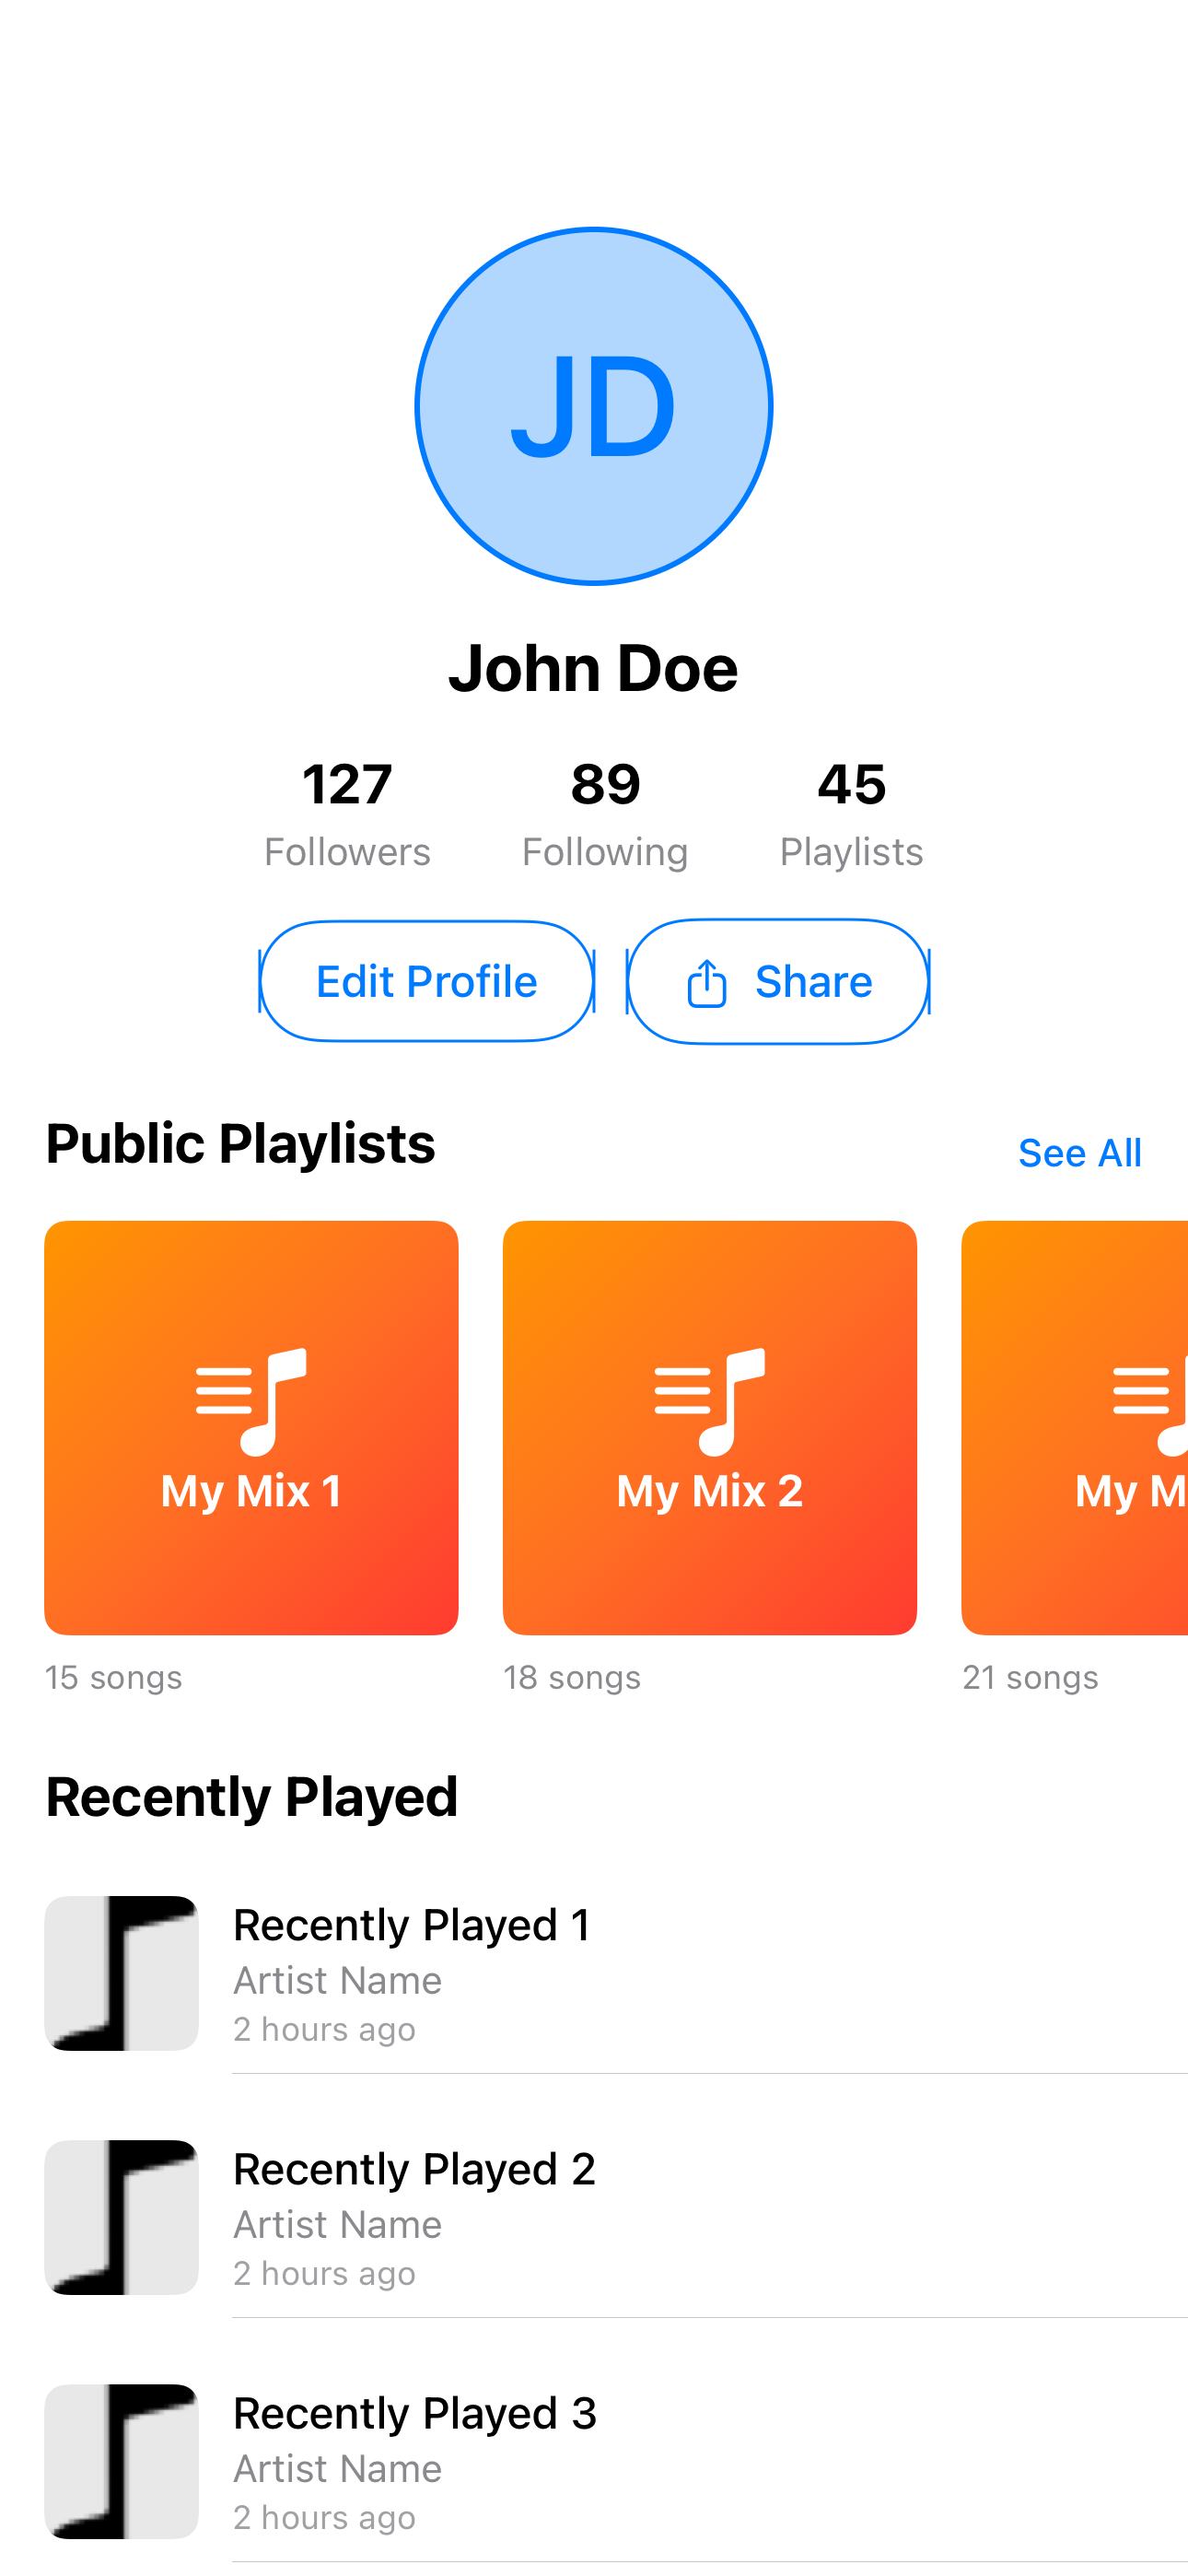 JD
John Doe
127 89 45
Followers Following Playlists
Edit Profile Share
Public Playlists See All
My Mix 1 My Mix 2 My M
15 songs 18 songs 21 songs
Recently Played
Recently Played 1
Artist Name
2 hours ago
Recently Played 2
Artist Name
2 hours ago
Recently Played 3
Artist Name
2 hours ago